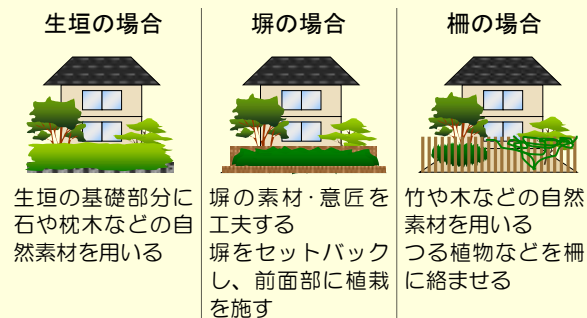 生垣の場合
生垣の基礎部分に
石や枕木などの自
然素材を用いる
塀の場合
塀の素材･意匠を
工夫する
塀をセットバック
し、前面部に植栽
を施す
柵の場合
竹や木などの自然
素材を用いる
つる植物などを柵
に絡ませる